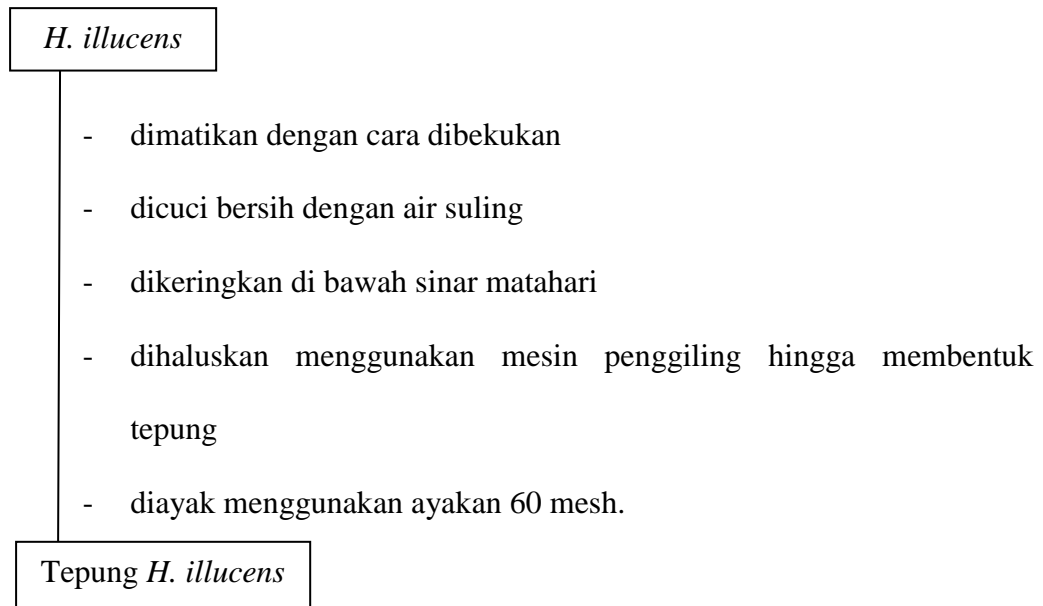 H. illucens
- dimatikan dengan cara dibekukan
- dicuci bersih dengan air suling
- dikeringkan di bawah sinar matahari
- dihaluskan menggunakan mesin penggiling hingga membentuk
tepung
- diayak menggunakan ayakan 60 mesh.
Tepung H. illucens